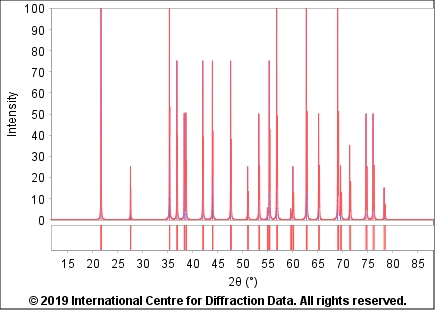 100
90
80
70
60
50
40
30
20
10
0
Intensity
15 20 25 30 35 40 45 50 55 60 65 70 75 80 85
2θ (°)
© 2019 International Centre for Diffraction Data. All rights reserved.